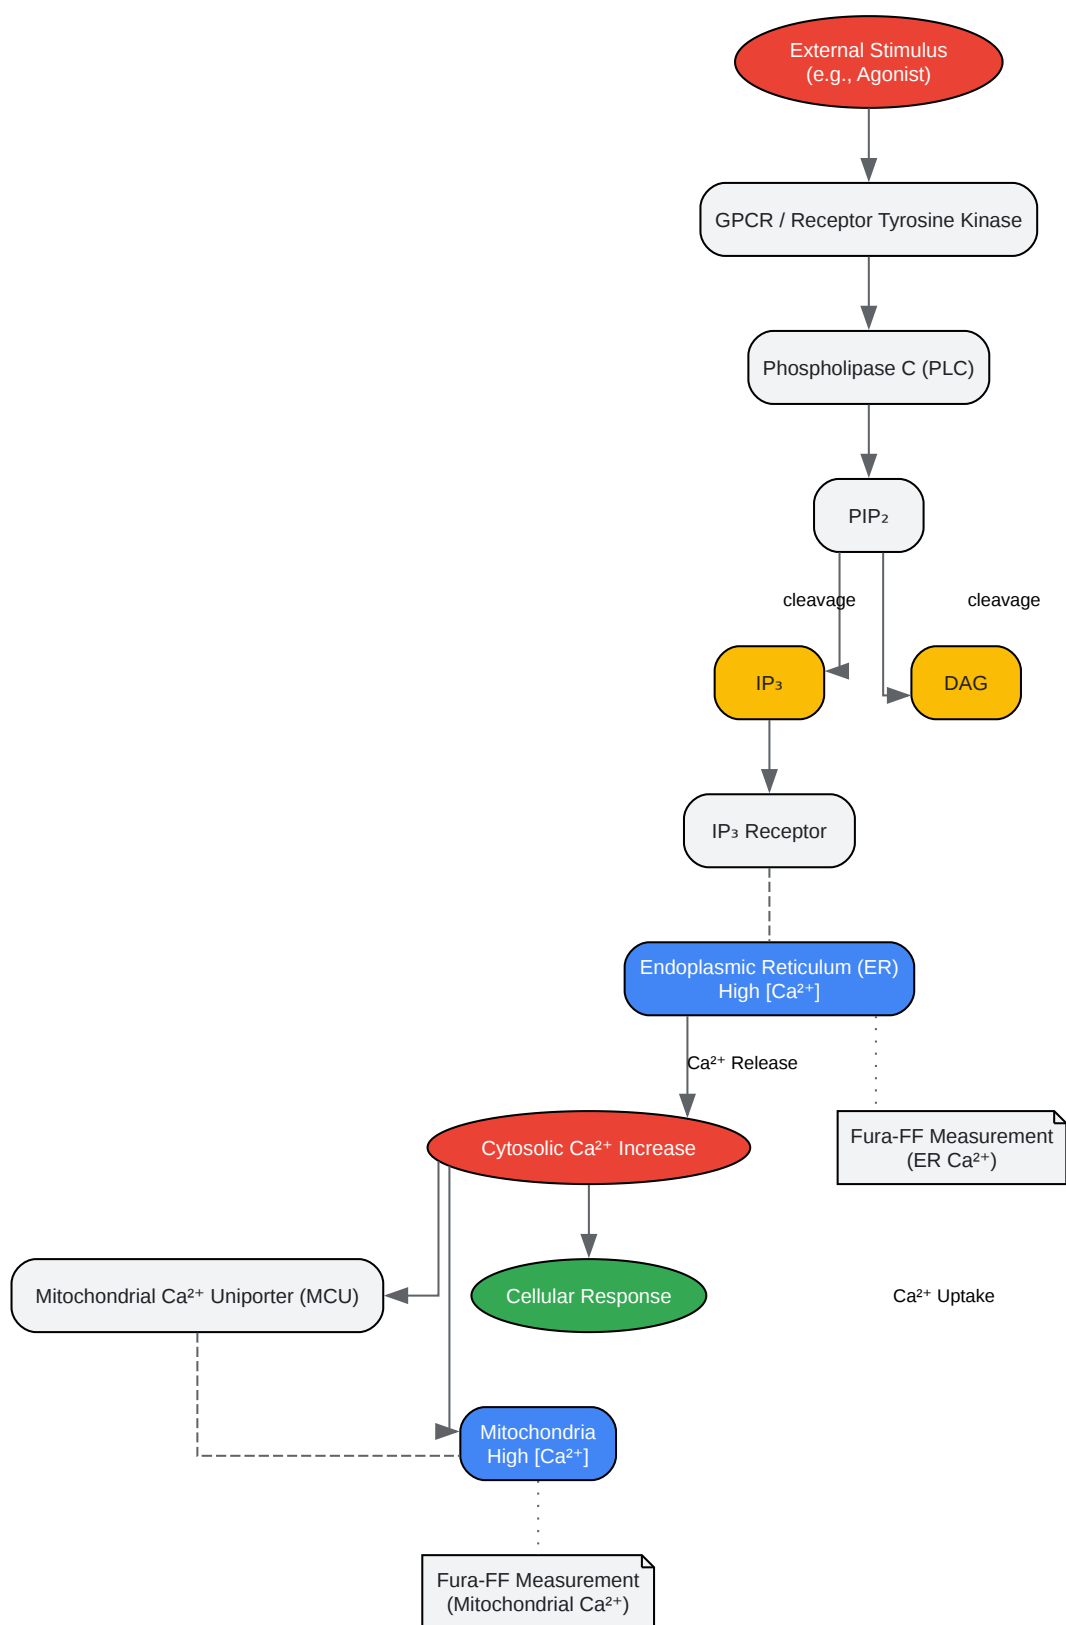 External Stimulus
(e.g., Agonist)
GPCR / Receptor Tyrosine Kinase
Phospholipase C (PLC)
PIP₂
cleavage
cleavage
IP₃
DAG
IP₃ Receptor
Endoplasmic Reticulum (ER)
High [Ca²⁺]
Ca²⁺ Release
Cytosolic Ca²⁺ Increase
Fura-FF Measurement
(ER Ca²⁺)
Mitochondrial Ca²⁺ Uniporter (MCU)
Cellular Response
Ca²⁺ Uptake
Mitochondria
High [Ca²⁺]
Fura-FF Measurement
(Mitochondrial Ca²⁺)